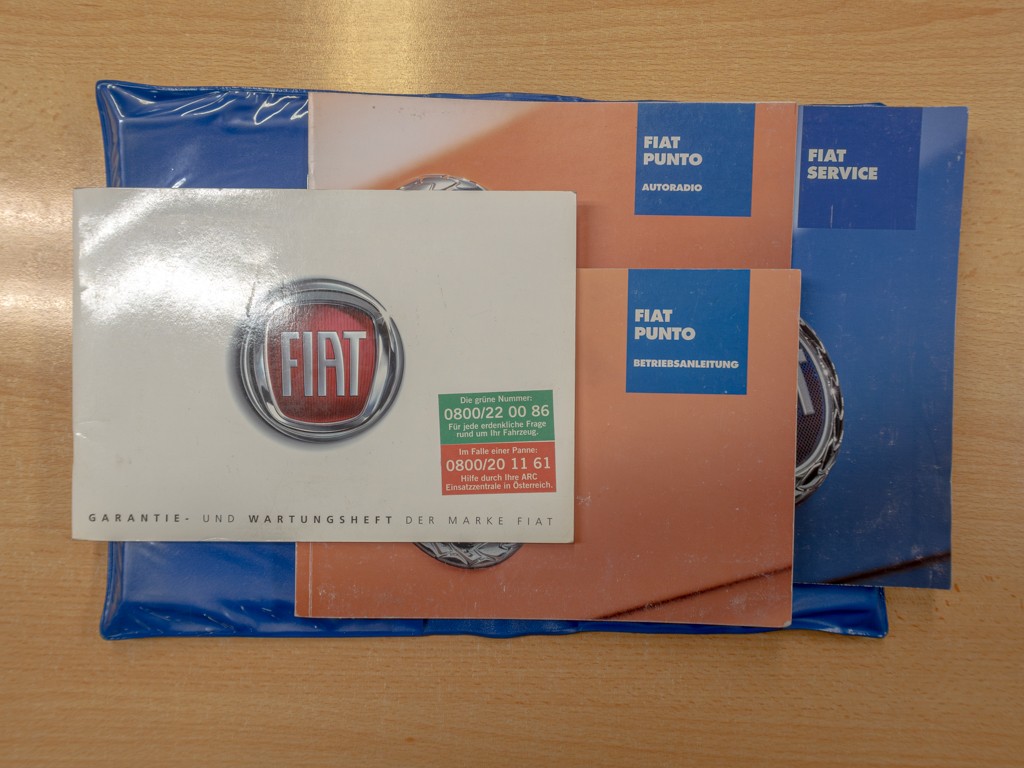 FIAT
PUNTO
AUTORADIO
FIAT
SERVICE
FIAT
PUNTO
BETRIEBSANLEITUNG
FIAT
Die grüne Nummer:
0800/22 00 86
Für jede erdenkliche Frage
rund um Ihr Fahrzeug.
Im Falle einer Panne:
0800/20 11 61
Hilfe durch Ihre ARC
Einsatzzentrale in Österreich.
GARANTIE- UND WARTUNGSHEFT DER MARKE FIAT